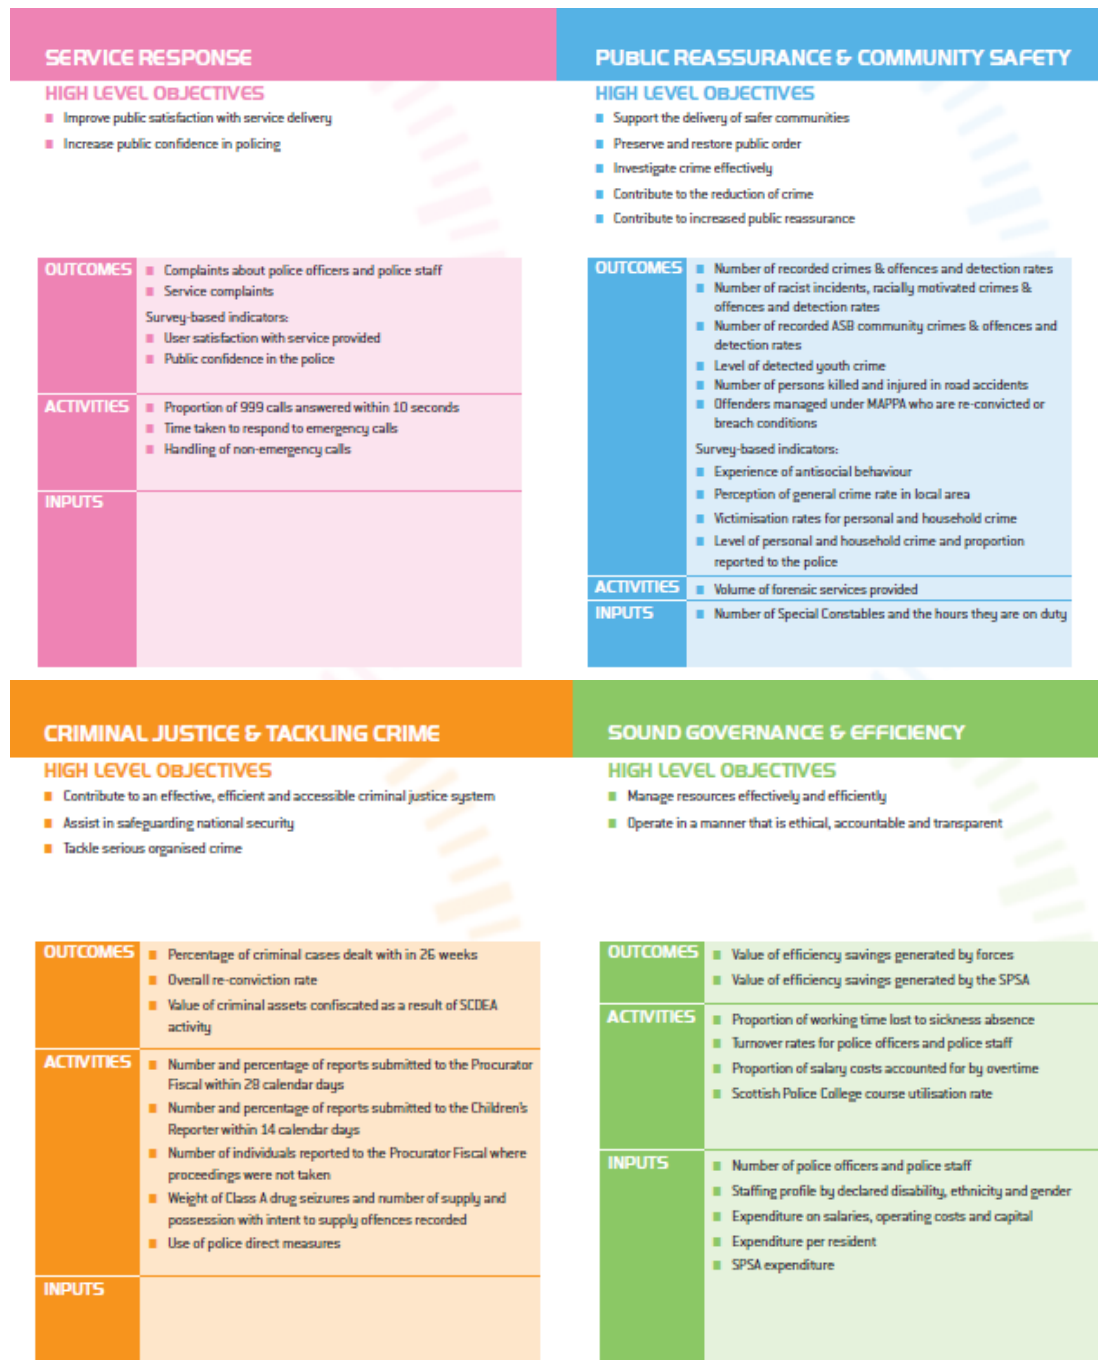 SERVICE RESPONSE
HIGH LEVEL OBJECTIVES
Improve public satisfaction with service delivery
Increase public confidence in policing
OUTCOMES
Complaints about police officers and police staff
Service complaints
Survey-based indicators:
User satisfaction with service provided
Public confidence in the police
ACTIVITIES
Proportion of 999 calls answered within 10 seconds
Time taken to respond to emergency calls
Handling of non-emergency calls
INPUTS
PUBLIC REASSURANCE & COMMUNITY SAFETY
HIGH LEVEL OBJECTIVES
Support the delivery of safer communities
Preserve and restore public order
Investigate crime effectively
Contribute to the reduction of crime
Contribute to increased public reassurance
OUTCOMES
Number of recorded crimes & offences and detection rates
Number of racist incidents, racially motivated crimes &
offences and detection rates
Number of recorded ASB community crimes & offences and
detection rates
Level of detected youth crime
Number of persons killed and injured in road accidents
Offenders managed under MAPPA who are re-convicted or
breach conditions
Survey-based indicators:
Experience of antisocial behaviour
Perception of general crime rate in local area
Victimisation rates for personal and household crime
Level of personal and household crime and proportion
reported to the police
ACTIVITIES
Volume of forensic services provided
INPUTS
Number of Special Constables and the hours they are on duty
CRIMINAL JUSTICE & TACKLING CRIME
HIGH LEVEL OBJECTIVES
Contribute to an effective, efficient and accessible criminal justice system
Assist in safeguarding national security
Tackle serious organised crime
OUTCOMES
Percentage of criminal cases dealt with in 26 weeks
Overall re-conviction rate
Value of criminal assets confiscated as a result of SCDEA
activity
ACTIVITIES
Number and percentage of reports submitted to the Procurator
Fiscal within 28 calendar days
Number and percentage of reports submitted to the Children's
Reporter within 14 calendar days
Number of individuals reported to the Procurator Fiscal where
proceedings were not taken
Weight of Class A drug seizures and number of supply and
possession with intent to supply offences recorded
Use of police direct measures
INPUTS
SOUND GOVERNANCE & EFFICIENCY
HIGH LEVEL OBJECTIVES
Manage resources effectively and efficiently
Operate in a manner that is ethical, accountable and transparent
OUTCOMES
Value of efficiency savings generated by forces
Value of efficiency savings generated by the SPSA
ACTIVITIES
Proportion of working time lost to sickness absence
Turnover rates for police officers and police staff
Proportion of salary costs accounted for by overtime
Scottish Police College course utilisation rate
INPUTS
Number of police officers and police staff
Staffing profile by declared disability, ethnicity and gender
Expenditure on salaries, operating costs and capital
Expenditure per resident
SPSA expenditure